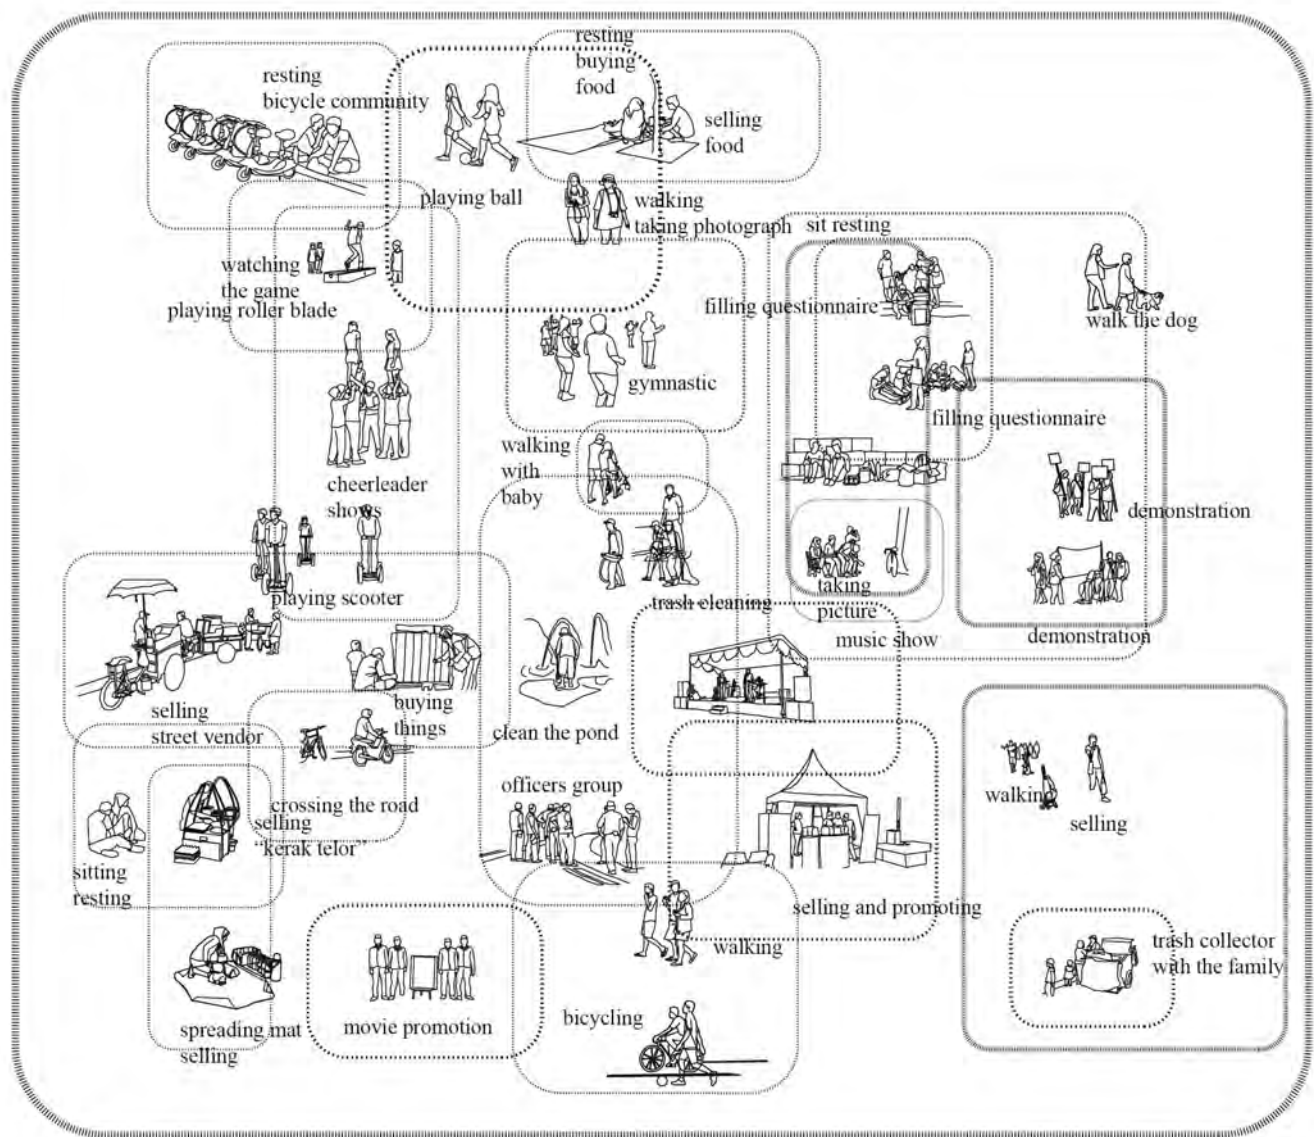 resting
buying
food
resting
bicycle community
selling
food
playing ball
walking
taking photograph
sit resting
watching
the game
playing roller blade
filling questionnaire
walk the dog
gymnastic
filling questionnaire
walking
with
baby
cheerleader
shows
demonstration
playing scooter
trash cleaning
taking
picture
music show
demonstration
selling
street vendor
buying
things
clean the pond
officers group
crossing the road
selling
“kerak telor”
walking
selling
sitting
resting
selling and promoting
walking
trash collector
with the family
bicycling
spreading mat
selling
movie promotion